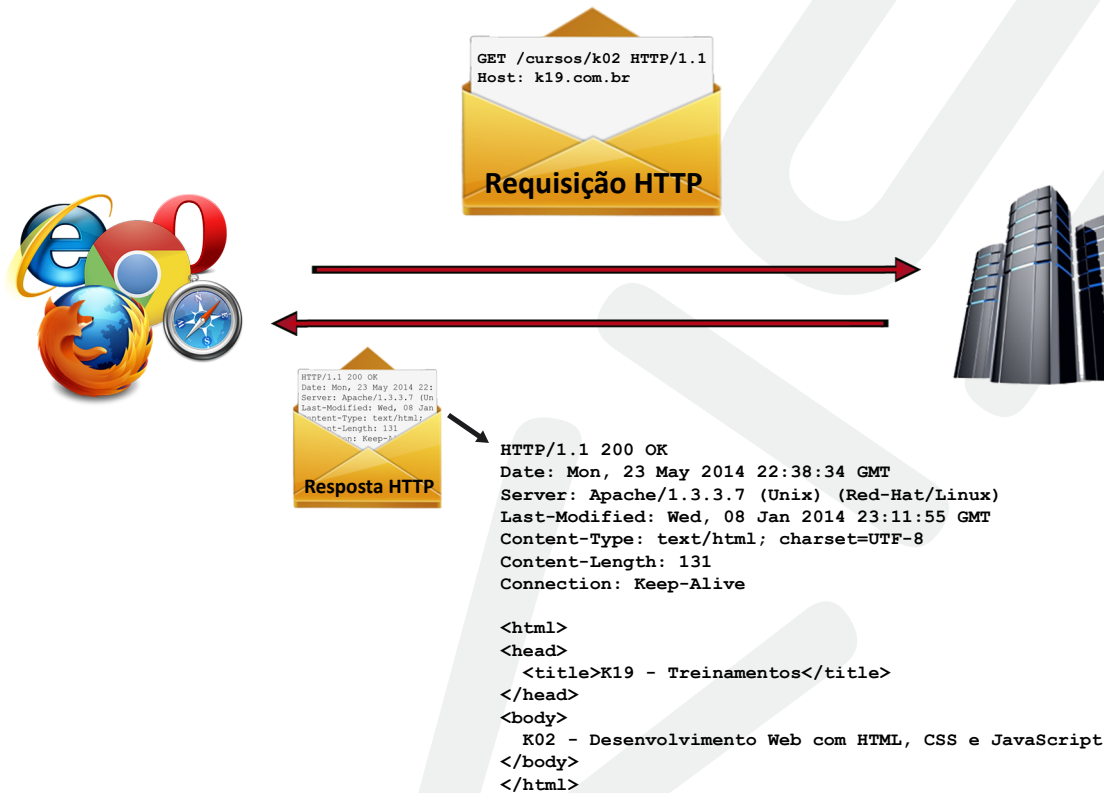 GET /cursos/k02 HTTP/1.1
Host: k19.com.br
Requisição HTTP
HTTP/1.1 200 OK
Date: Mon, 23 May 2014 22:
Server: Apache/1.3.3.7 (Un
Last-Modified: Wed, 08 Jan
ontent-Type: text/html;
nt-Length: 131
on: Keep-A
Resposta HTTP
HTTP/1.1 200 OK
Date: Mon, 23 May 2014 22:38:34 GMT
Server: Apache/1.3.3.7 (Unix) (Red-Hat/Linux)
Last-Modified: Wed, 08 Jan 2014 23:11:55 GMT
Content-Type: text/html; charset=UTF-8
Content-Length: 131
Connection: Keep-Alive
<html>
<head>
<title>K19 - Treinamentos</title>
</head>
<body>
K02 - Desenvolvimento Web com HTML, CSS e JavaScript
</body>
</html>